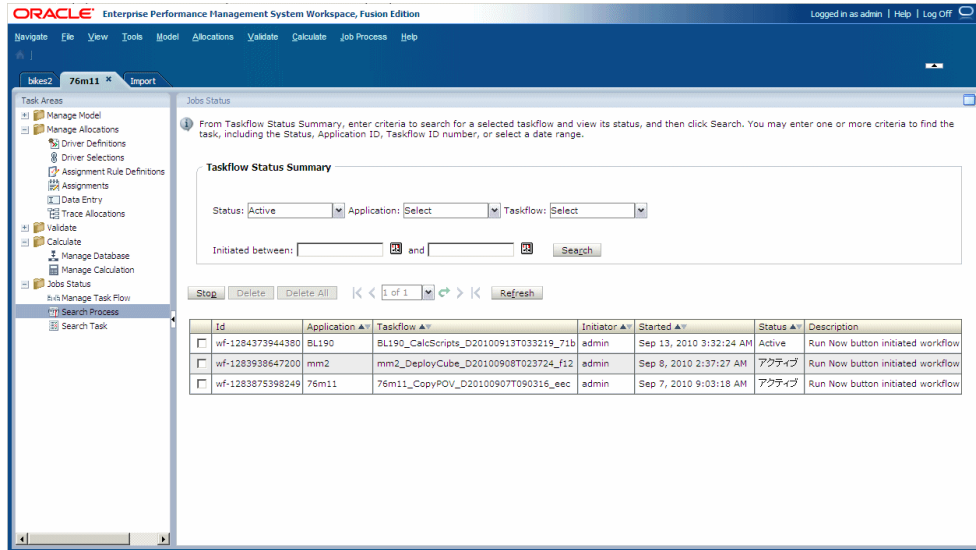 ORACLE Enterprise Performance Management System Workspace, Fusion Edition
Logged in as admin | Help | Log Off
Navigate File View Tools Model Allocations Validate Calculate Job Process Help
bikes2 76m11 Import
Task Areas
Manage Model
Manage Allocations
Driver Definitions
Driver Selections
Assignment Rule Definitions
Assignments
Data Entry
Trace Allocations
Validate
Calculate
Manage Database
Manage Calculation
Jobs Status
Manage Task Flow
Search Process
Search Task
Jobs Status
From Taskflow Status Summary, enter criteria to search for a selected taskflow and view its status, and then click Search. You may enter one or more criteria to find the
task, including the Status, Application ID, Taskflow ID number, or select a date range.
Taskflow Status Summary
Status: Active Application: Select Taskflow: Select
Initiated between: and Search
Stop Delete Delete All 1 of 1 Refresh
Id Application Taskflow Initiator Started Status Description
wf-1284373944380 BL190 BL190_CalcScripts_D20100913T033219_71b admin Sep 13, 2010 3:32:24 AM Active Run Now button initiated workflow
wf-1283938647200 mm2 mm2_DeployCube_D20100908T023724_f12 admin Sep 8, 2010 2:37:27 AM アクティブ Run Now button initiated workflow
wf-1283875398249 76m11 76m11_CopyPOV_D20100907T090316_eec admin Sep 7, 2010 9:03:18 AM アクティブ Run Now button initiated workflow